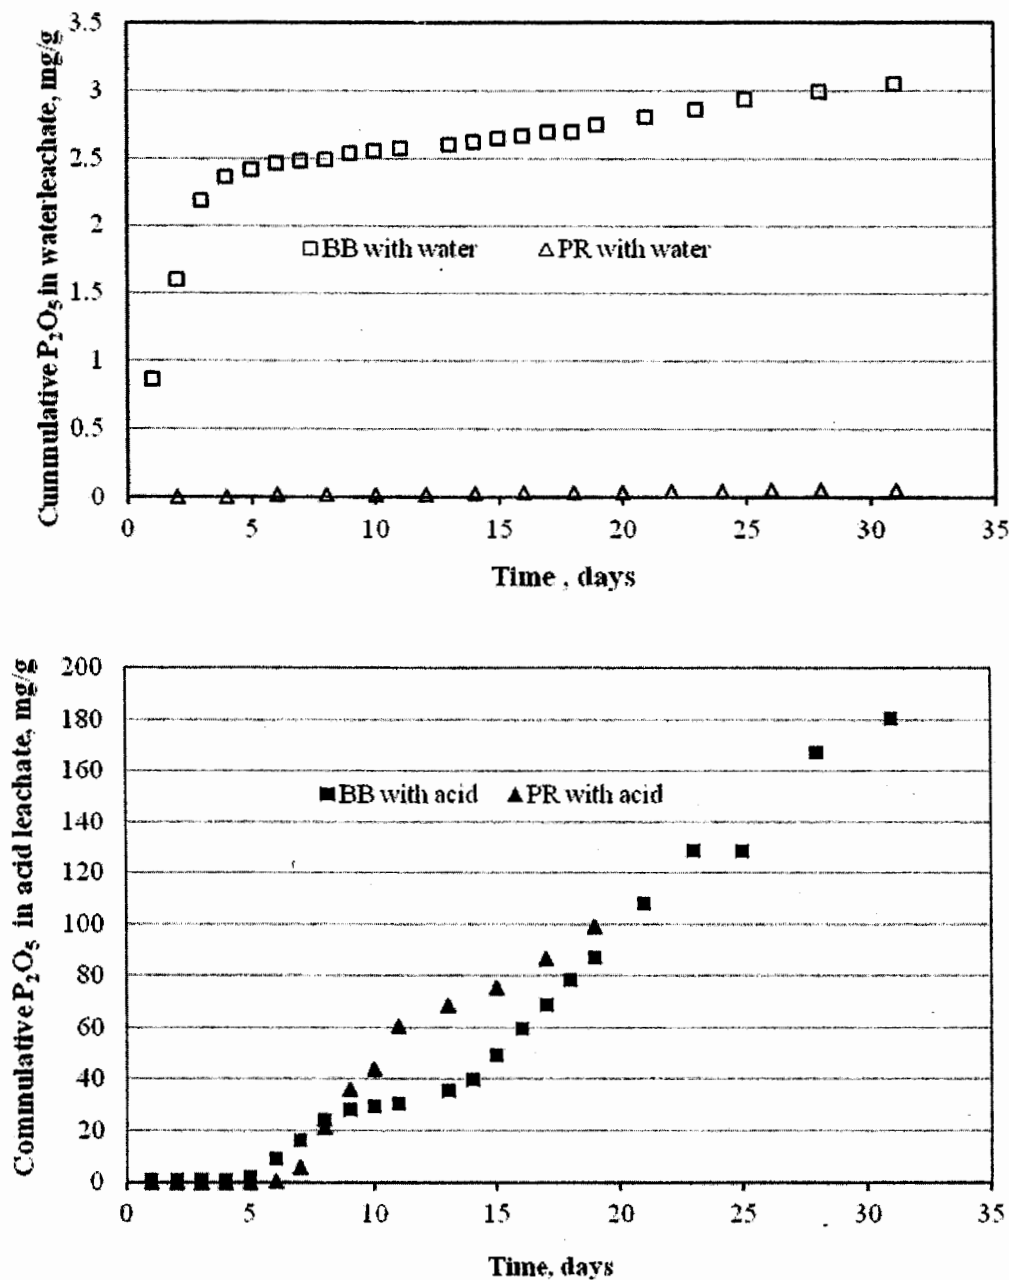 3.5
3
2.5
2
1.5
1
0.5
0
Cunmulative P₂O₅ in water leachate, mg/g
□BB with water △PR with water
0 5 10 15 20 25 30 35
Time , days
200
180
160
140
120
100
80
60
40
20
0
Commulative P₂O₅ in acid leachate, mg/g
■BB with acid ▲PR with acid
0 5 10 15 20 25 30 35
Time, days